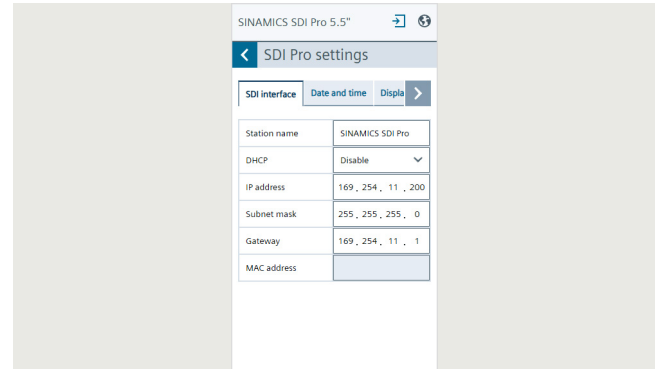 SINAMICS SDI Pro 5.5"
SDI Pro settings
SDI interface Date and time Displa
Station name SINAMICS SDI Pro
DHCP Disable
IP address 169 . 254 . 11 . 200
Subnet mask 255 . 255 . 255 . 0
Gateway 169 . 254 . 11 . 1
MAC address